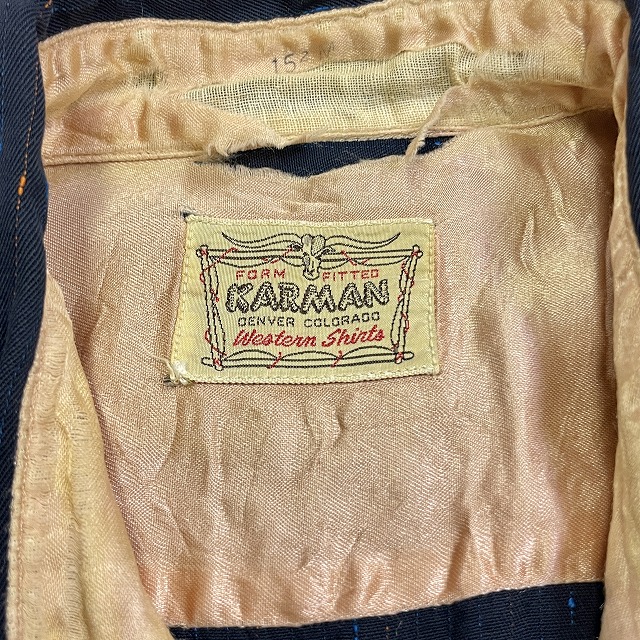 FORM FITTED
KARMAN
DENVER COLORADO
Western Shirts